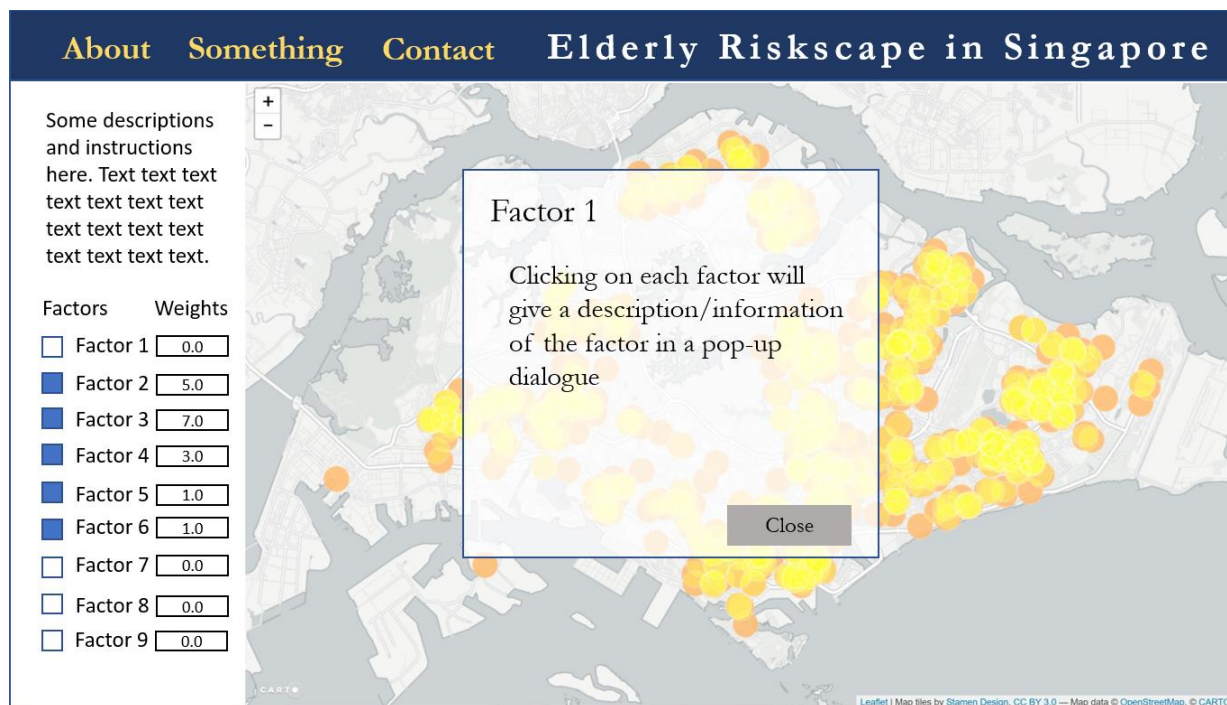 About Something Contact Elderly Riskscape in Singapore
+
−
Some descriptions
and instructions
here. Text text text
text text text text
text text text text
text text text text.
Factors Weights
Factor 1 0.0
Factor 2 5.0
Factor 3 7.0
Factor 4 3.0
Factor 5 1.0
Factor 6 1.0
Factor 7 0.0
Factor 8 0.0
Factor 9 0.0
Factor 1
Clicking on each factor will
give a description/information
of the factor in a pop-up
dialogue
Close
CARTO
Leaflet | Map tiles by Stamen Design, CC BY 3.0 — Map data © OpenStreetMap, © CARTO